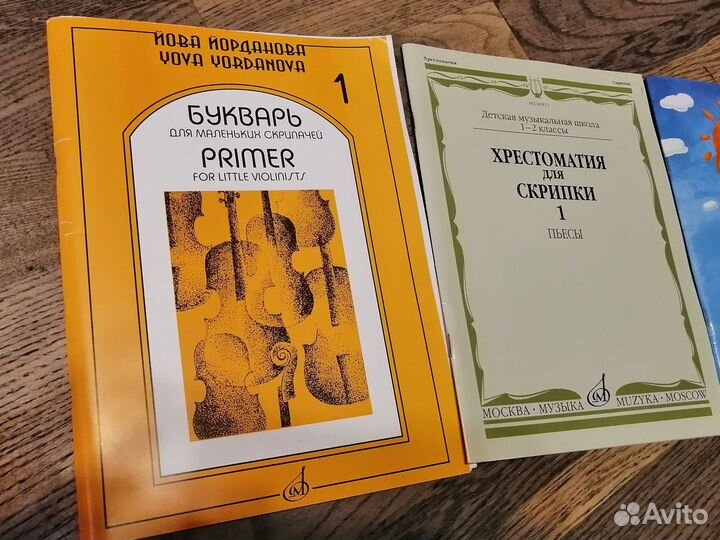 ЙОВА ЙОРДАНОВА
YOVA YORDANOVA
1
БУКВАРЬ
ДЛЯ МАЛЕНЬКИХ СКРИПАЧЕЙ
PRIMER
FOR LITTLE VIOLINISTS
Хрестоматия
Скрипка
Детская музыкальная школа
1–2 классы
ХРЕСТОМАТИЯ
ДЛЯ
СКРИПКИ
1
ПЬЕСЫ
МОСКВА · МУЗЫКА
MUZYKA · MOSCOW
Avito